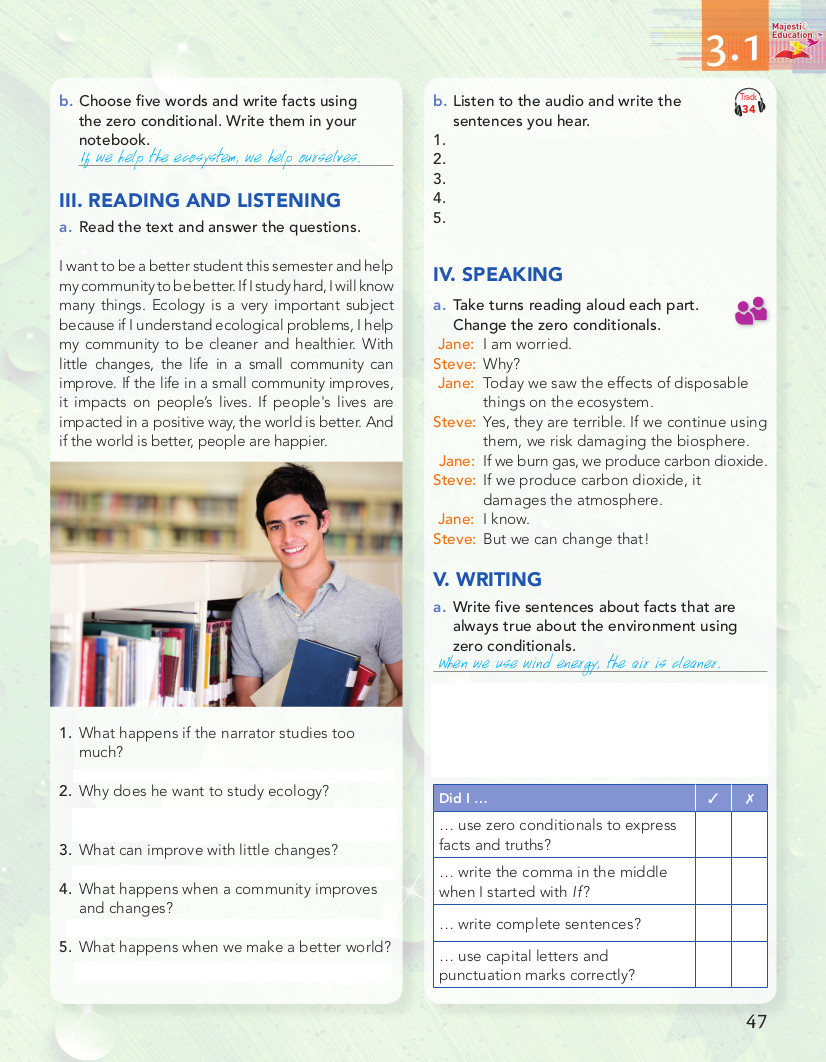 3.1
Majesti
Education
b. Choose five words and write facts using
the zero conditional. Write them in your
notebook.
If we help the ecosystem, we help ourselves.
III. READING AND LISTENING
a. Read the text and answer the questions.
I want to be a better student this semester and help
my community to be better. If I study hard, I will know
many things. Ecology is a very important subject
because if I understand ecological problems, I help
my community to be cleaner and healthier. With
little changes, the life in a small community can
improve. If the life in a small community improves,
it impacts on people’s lives. If people's lives are
impacted in a positive way, the world is better. And
if the world is better, people are happier.
1. What happens if the narrator studies too
much?
2. Why does he want to study ecology?
3. What can improve with little changes?
4. What happens when a community improves
and changes?
5. What happens when we make a better world?
b. Listen to the audio and write the
sentences you hear.
Track
34
1.
2.
3.
4.
5.
IV. SPEAKING
a. Take turns reading aloud each part.
Change the zero conditionals.
Jane: I am worried.
Steve: Why?
Jane: Today we saw the effects of disposable
things on the ecosystem.
Steve: Yes, they are terrible. If we continue using
them, we risk damaging the biosphere.
Jane: If we burn gas, we produce carbon dioxide.
Steve: If we produce carbon dioxide, it
damages the atmosphere.
Jane: I know.
Steve: But we can change that!
V. WRITING
a. Write five sentences about facts that are
always true about the environment using
zero conditionals.
When we use wind energy, the air is cleaner.
Did I ... ✓ ✗
... use zero conditionals to express
facts and truths?
... write the comma in the middle
when I started with If?
... write complete sentences?
... use capital letters and
punctuation marks correctly?
47